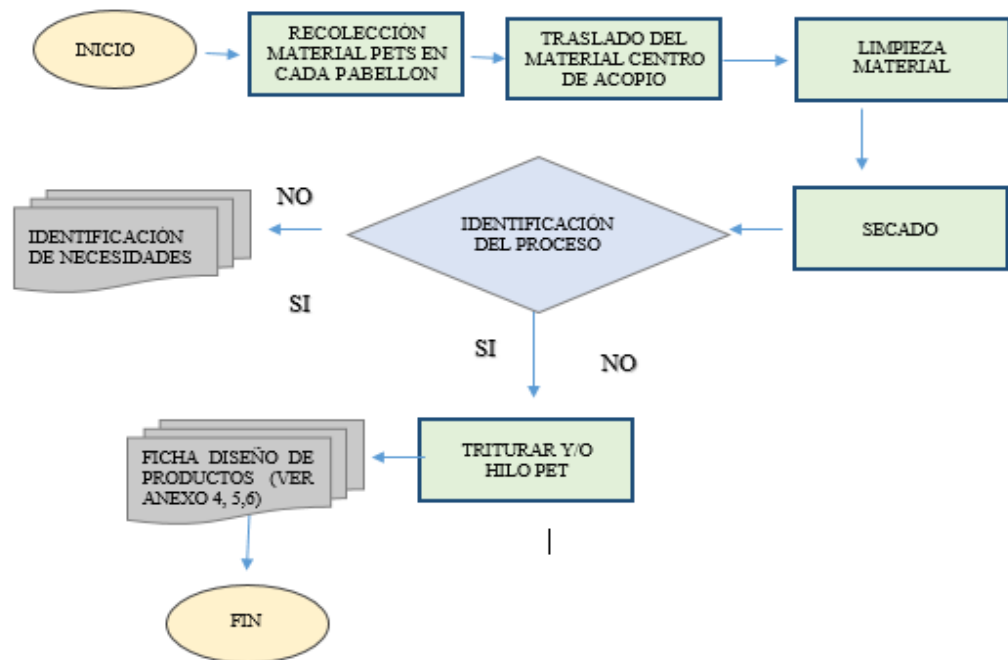 INICIO
RECOLECCIÓN
MATERIAL PETS EN
CADA PABELLON
TRASLADO DEL
MATERIAL CENTRO
DE ACOPIO
LIMPIEZA
MATERIAL
SECADO
IDENTIFICACIÓN
DEL PROCESO
NO
IDENTIFICACIÓN
DE NECESIDADES
SI
SI
NO
TRITURAR Y/O
HILO PET
FICHA DISEÑO DE
PRODUCTOS (VER
ANEXO 4, 5,6)
FIN